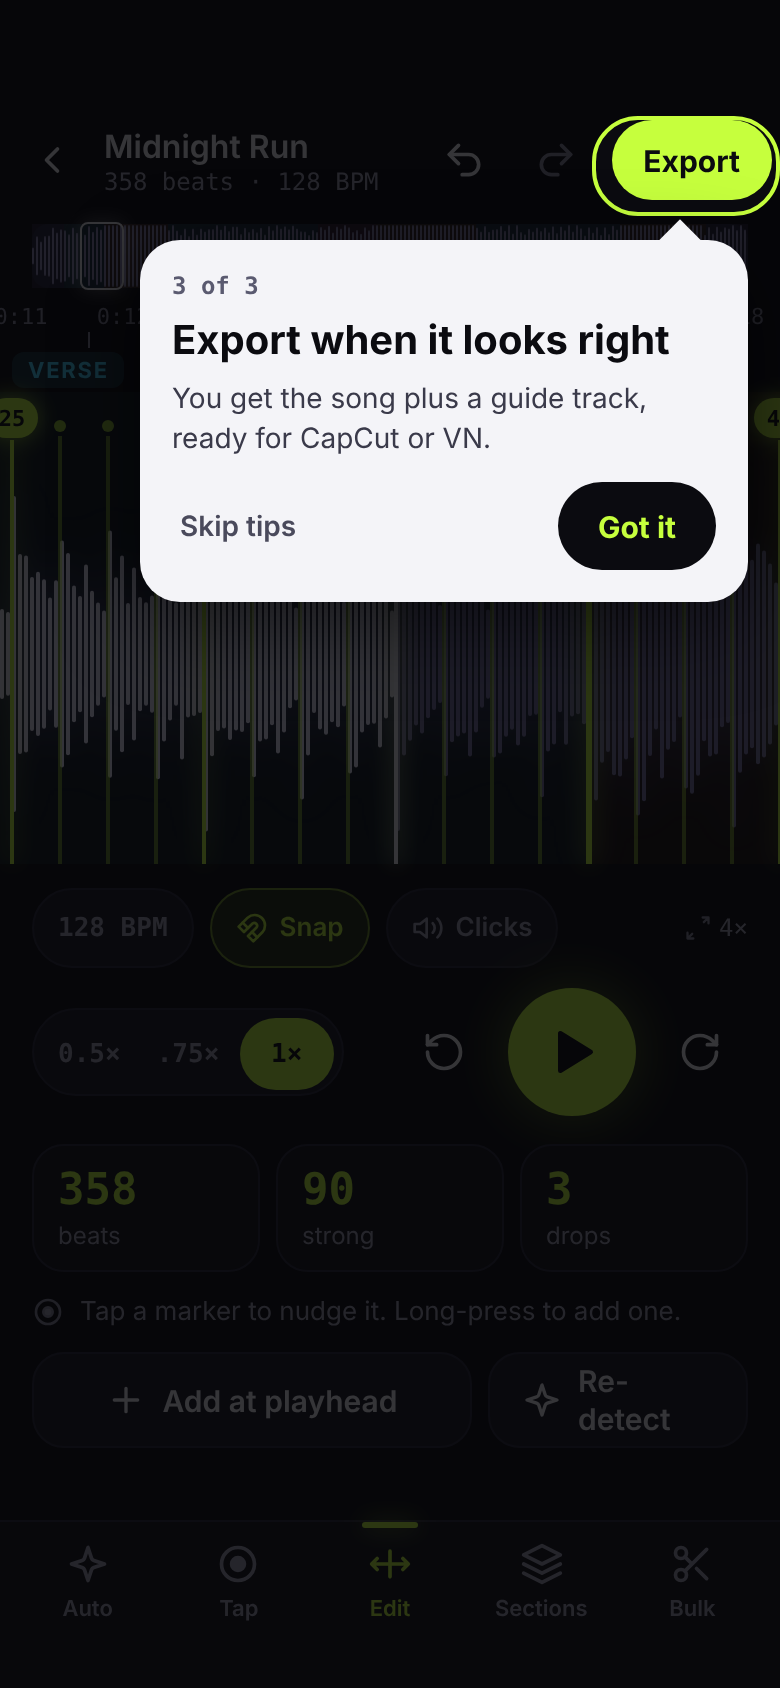 Midnight Run
358 beats · 128 BPM
Export
3 of 3
Export when it looks right
You get the song plus a guide track,
ready for CapCut or VN.
Skip tips
Got it
0:11
VERSE
25
128 BPM
Snap
Clicks
4×
0.5×
.75×
1×
358
beats
90
strong
3
drops
Tap a marker to nudge it. Long-press to add one.
Add at playhead
Re-
detect
Auto
Tap
Edit
Sections
Bulk